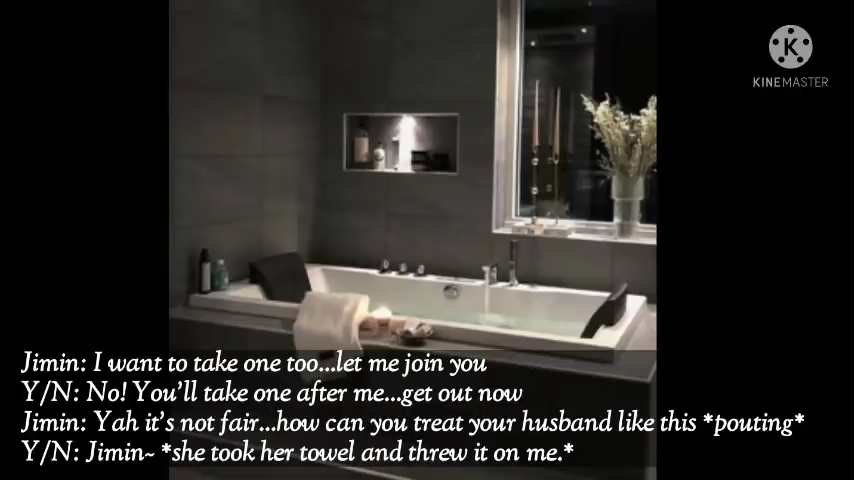 KINEMASTER
Jimin: I want to take one too...let me join you
Y/N: No! You'll take one after me...get out now
Jimin: Yah it's not fair...how can you treat your husband like this *pouting*
Y/N: Jimin~ *she took her towel and threw it on me.*